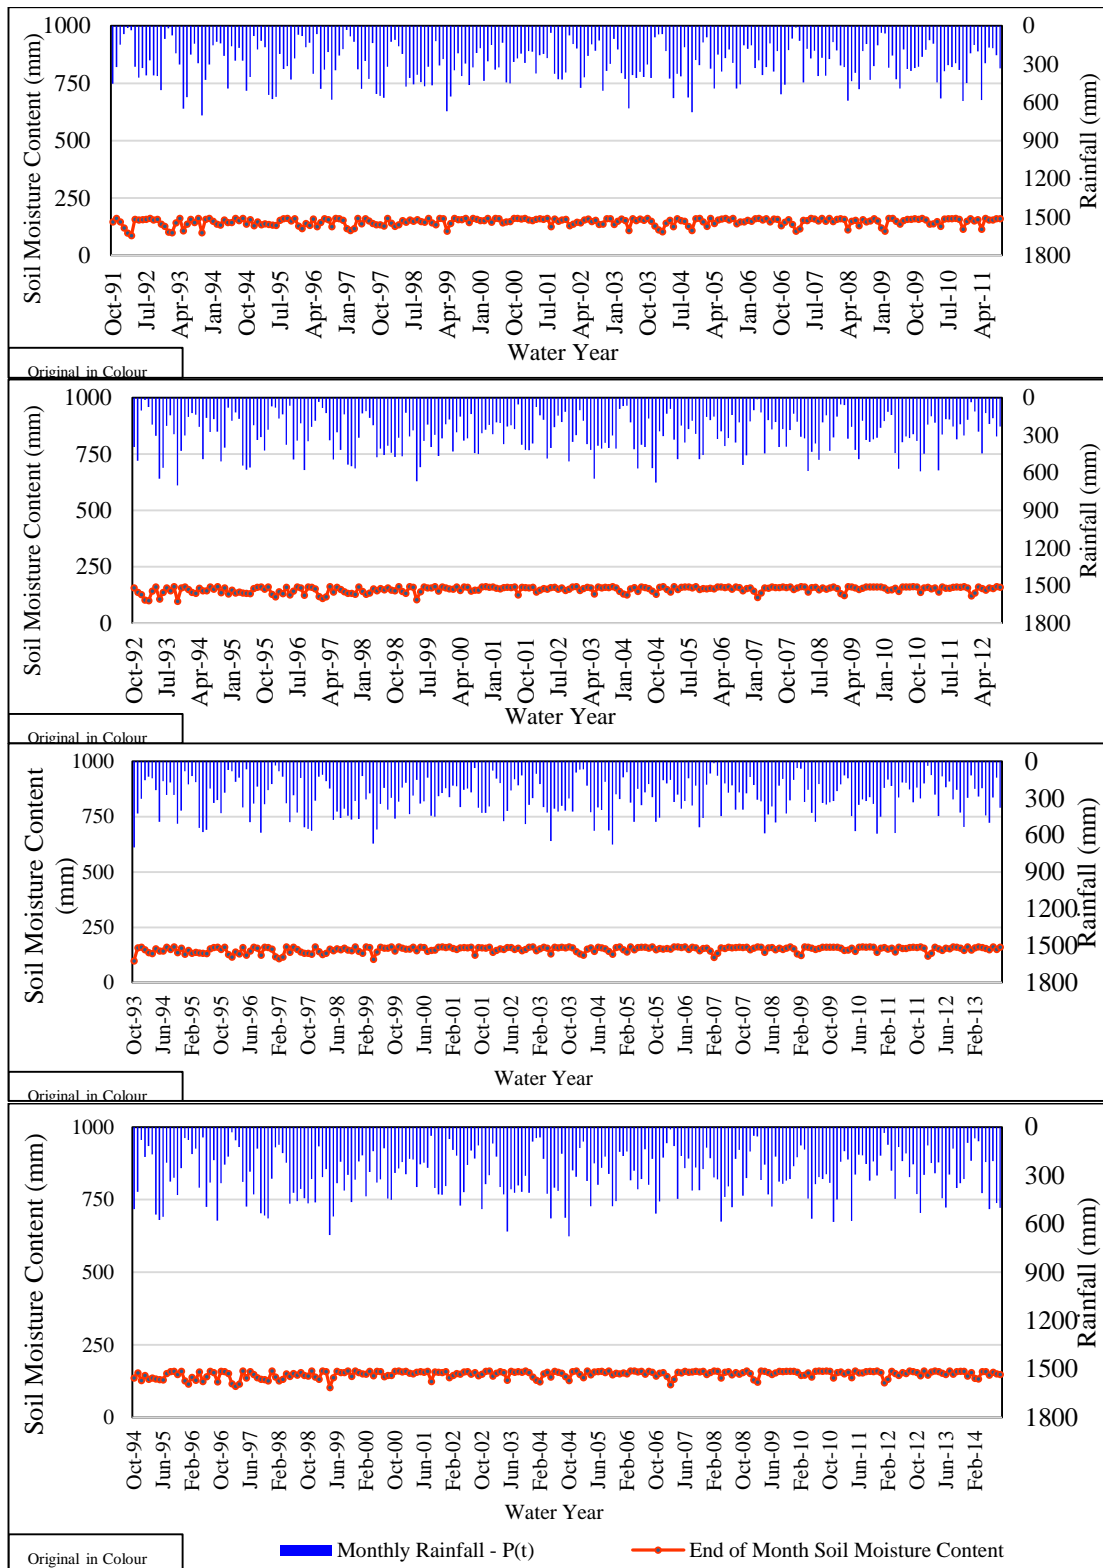 1000
750
500
250
0
Soil Moisture Content (mm)
0
300
600
900
1200
1500
1800
Rainfall (mm)
Oct-91
Jul-92
Apr-93
Jan-94
Oct-94
Jul-95
Apr-96
Jan-97
Oct-97
Jul-98
Apr-99
Jan-00
Oct-00
Jul-01
Apr-02
Jan-03
Oct-03
Jul-04
Apr-05
Jan-06
Oct-06
Jul-07
Apr-08
Jan-09
Oct-09
Jul-10
Apr-11
Water Year
Original in Colour
1000
750
500
250
0
Soil Moisture Content (mm)
0
300
600
900
1200
1500
1800
Rainfall (mm)
Oct-92
Jul-93
Apr-94
Jan-95
Oct-95
Jul-96
Apr-97
Jan-98
Oct-98
Jul-99
Apr-00
Jan-01
Oct-01
Jul-02
Apr-03
Jan-04
Oct-04
Jul-05
Apr-06
Jan-07
Oct-07
Jul-08
Apr-09
Jan-10
Oct-10
Jul-11
Apr-12
Water Year
Original in Colour
1000
750
500
250
0
Soil Moisture Content
(mm)
0
300
600
900
1200
1500
1800
Rainfall (mm)
Oct-93
Jun-94
Feb-95
Oct-95
Jun-96
Feb-97
Oct-97
Jun-98
Feb-99
Oct-99
Jun-00
Feb-01
Oct-01
Jun-02
Feb-03
Oct-03
Jun-04
Feb-05
Oct-05
Jun-06
Feb-07
Oct-07
Jun-08
Feb-09
Oct-09
Jun-10
Feb-11
Oct-11
Jun-12
Feb-13
Water Year
Original in Colour
1000
750
500
250
0
Soil Moisture Content (mm)
0
300
600
900
1200
1500
1800
Rainfall (mm)
Oct-94
Jun-95
Feb-96
Oct-96
Jun-97
Feb-98
Oct-98
Jun-99
Feb-00
Oct-00
Jun-01
Feb-02
Oct-02
Jun-03
Feb-04
Oct-04
Jun-05
Feb-06
Oct-06
Jun-07
Feb-08
Oct-08
Jun-09
Feb-10
Oct-10
Jun-11
Feb-12
Oct-12
Jun-13
Feb-14
Water Year
Monthly Rainfall - P(t)
End of Month Soil Moisture Content
Original in Colour